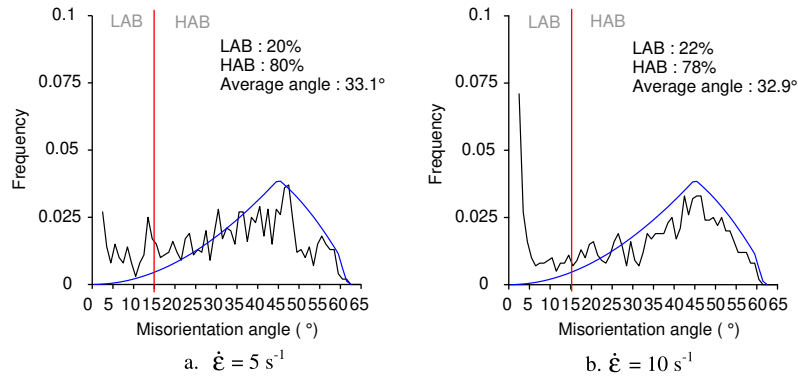 0.1
LAB
HAB
LAB : 20%
HAB : 80%
Average angle : 33.1°
0.075
0.05
0.025
0
Frequency
0 5 10 15 20 25 30 35 40 45 50 55 60 65
Misorientation angle ( °)
a. ε̇ = 5 s⁻¹
0.1
LAB
HAB
LAB : 22%
HAB : 78%
Average angle : 32.9°
0.075
0.05
0.025
0
Frequency
0 5 10 15 20 25 30 35 40 45 50 55 60 65
Misorientation angle ( °)
b. ε̇ = 10 s⁻¹